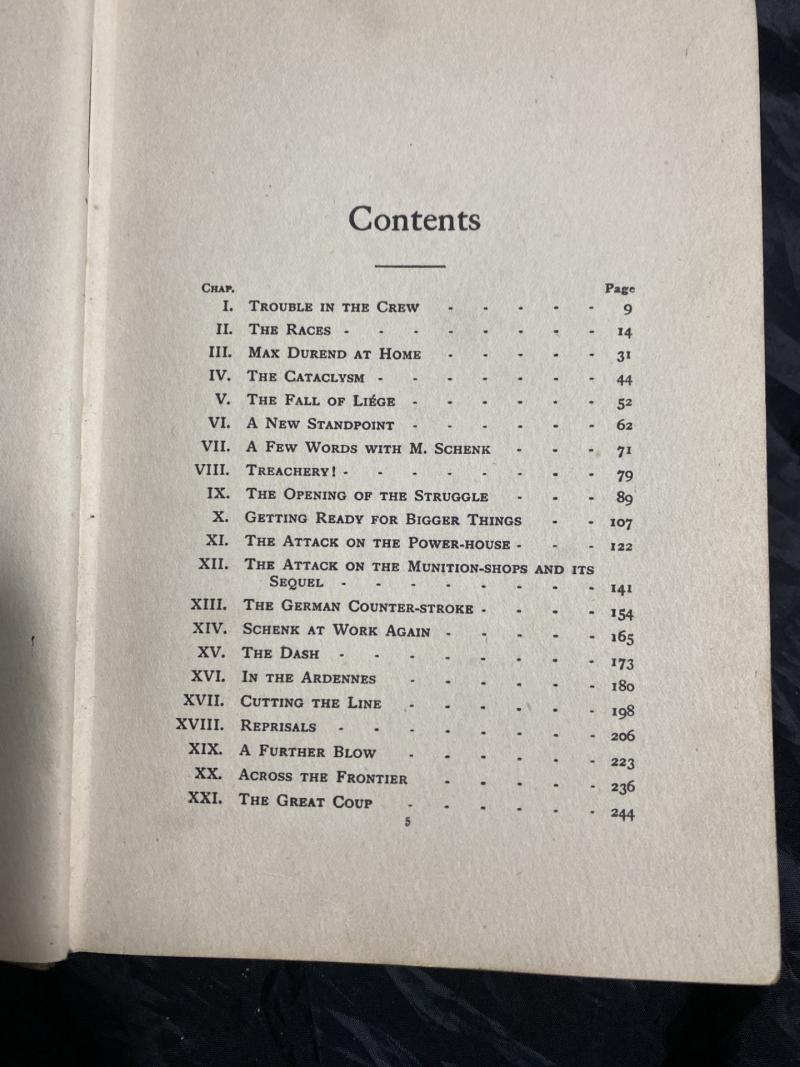 Contents
CHAP. Page
I. TROUBLE IN THE CREW - - - - - 9
II. THE RACES - - - - - - - - 14
III. MAX DUREND AT HOME - - - - - 31
IV. THE CATACLYSM - - - - - - - 44
V. THE FALL OF LIÉGE - - - - - - 52
VI. A NEW STANDPOINT - - - - - - 62
VII. A FEW WORDS WITH M. SCHENK - - - 71
VIII. TREACHERY! - - - - - - - - 79
IX. THE OPENING OF THE STRUGGLE - - - 89
X. GETTING READY FOR BIGGER THINGS - - 107
XI. THE ATTACK ON THE POWER-HOUSE - - - 122
XII. THE ATTACK ON THE MUNITION-SHOPS AND ITS
SEQUEL - - - - - - - - 141
XIII. THE GERMAN COUNTER-STROKE - - - - 154
XIV. SCHENK AT WORK AGAIN - - - - - 165
XV. THE DASH - - - - - - - - 173
XVI. IN THE ARDENNES - - - - - - 180
XVII. CUTTING THE LINE - - - - - - 198
XVIII. REPRISALS - - - - - - - - 206
XIX. A FURTHER BLOW - - - - - - 223
XX. ACROSS THE FRONTIER - - - - - 236
XXI. THE GREAT COUP - - - - - - 244
5